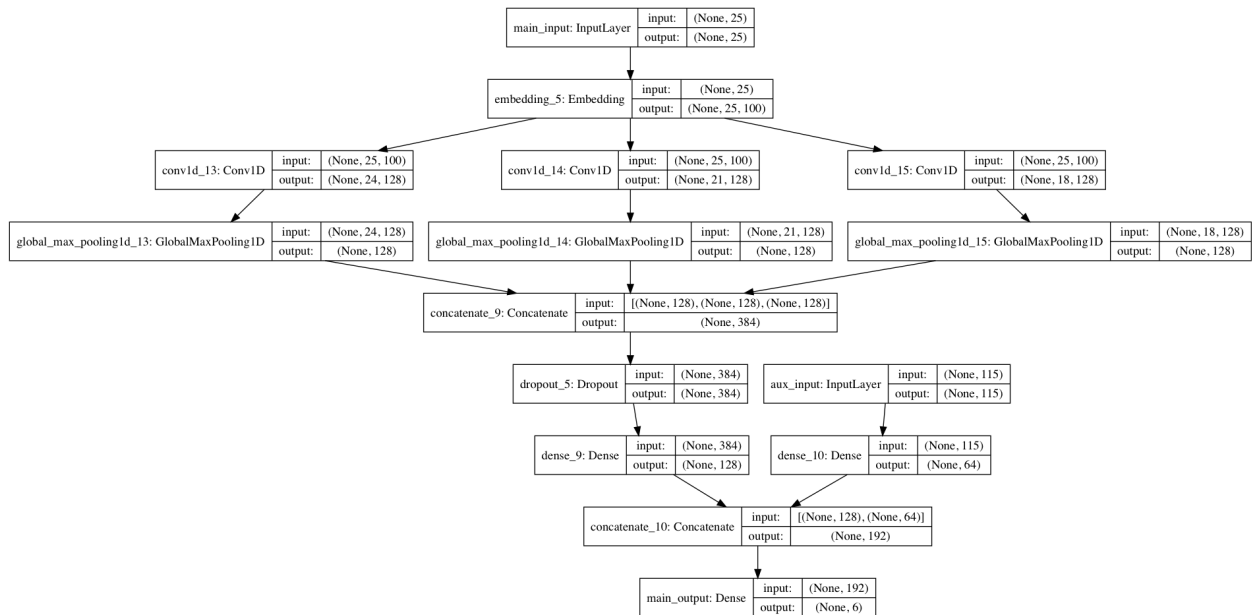 main_input: InputLayer input: (None, 25)
output: (None, 25)
embedding_5: Embedding input: (None, 25)
output: (None, 25, 100)
conv1d_13: Conv1D input: (None, 25, 100)
output: (None, 24, 128)
conv1d_14: Conv1D input: (None, 25, 100)
output: (None, 21, 128)
conv1d_15: Conv1D input: (None, 25, 100)
output: (None, 18, 128)
global_max_pooling1d_13: GlobalMaxPooling1D input: (None, 24, 128)
output: (None, 128)
global_max_pooling1d_14: GlobalMaxPooling1D input: (None, 21, 128)
output: (None, 128)
global_max_pooling1d_15: GlobalMaxPooling1D input: (None, 18, 128)
output: (None, 128)
concatenate_9: Concatenate input: [(None, 128), (None, 128), (None, 128)]
output: (None, 384)
dropout_5: Dropout input: (None, 384)
output: (None, 384)
aux_input: InputLayer input: (None, 115)
output: (None, 115)
dense_9: Dense input: (None, 384)
output: (None, 128)
dense_10: Dense input: (None, 115)
output: (None, 64)
concatenate_10: Concatenate input: [(None, 128), (None, 64)]
output: (None, 192)
main_output: Dense input: (None, 192)
output: (None, 6)